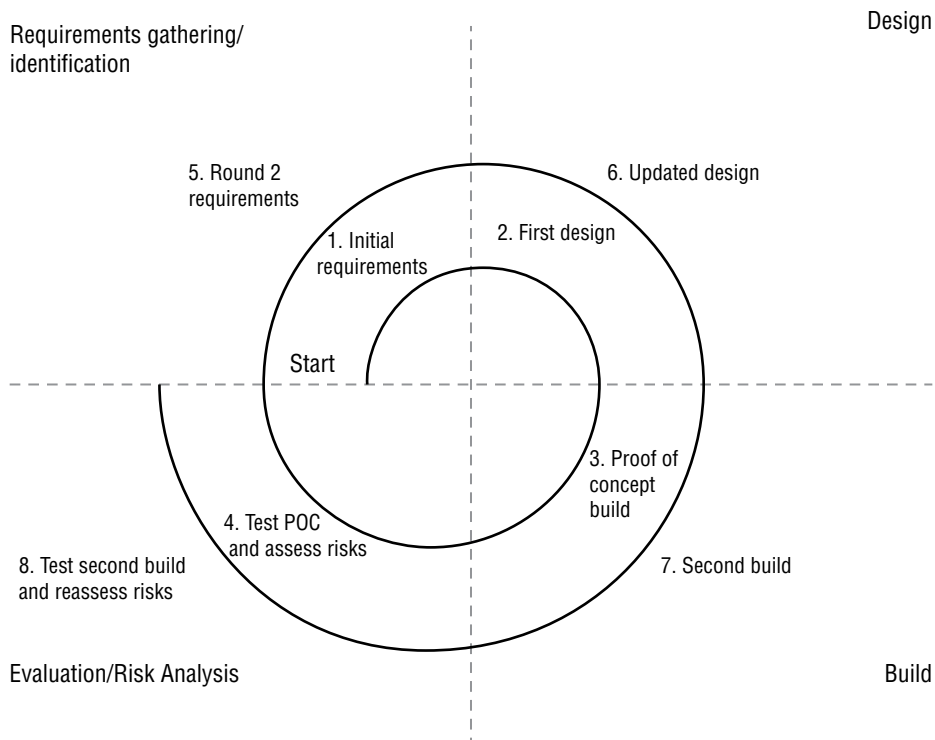 Requirements gathering/
identification
Design
5. Round 2
requirements
6. Updated design
1. Initial
requirements
2. First design
Start
3. Proof of
concept
build
4. Test POC
and assess risks
8. Test second build
and reassess risks
7. Second build
Evaluation/Risk Analysis
Build